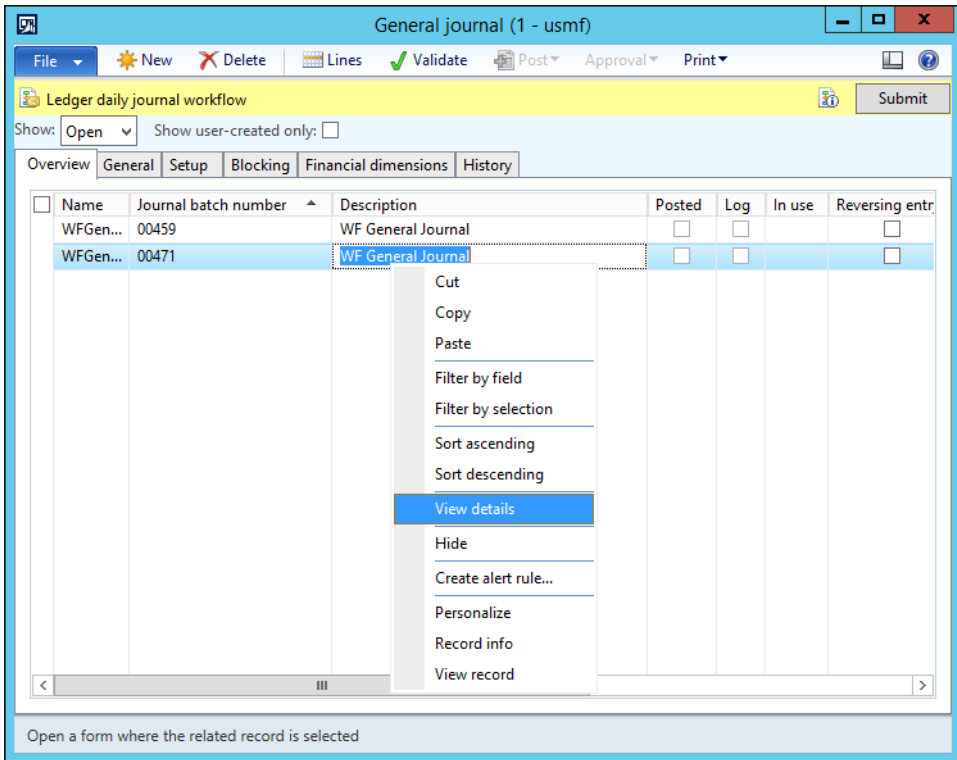 General journal (1 - usmf)
File New Delete Lines Validate Post Approval Print
Ledger daily journal workflow Submit
Show: Open Show user-created only:
Overview General Setup Blocking Financial dimensions History
Name Journal batch number Description Posted Log In use Reversing entr
WFGen... 00459 WF General Journal
WFGen... 00471 WF General Journal
Cut
Copy
Paste
Filter by field
Filter by selection
Sort ascending
Sort descending
View details
Hide
Create alert rule...
Personalize
Record info
View record
Open a form where the related record is selected